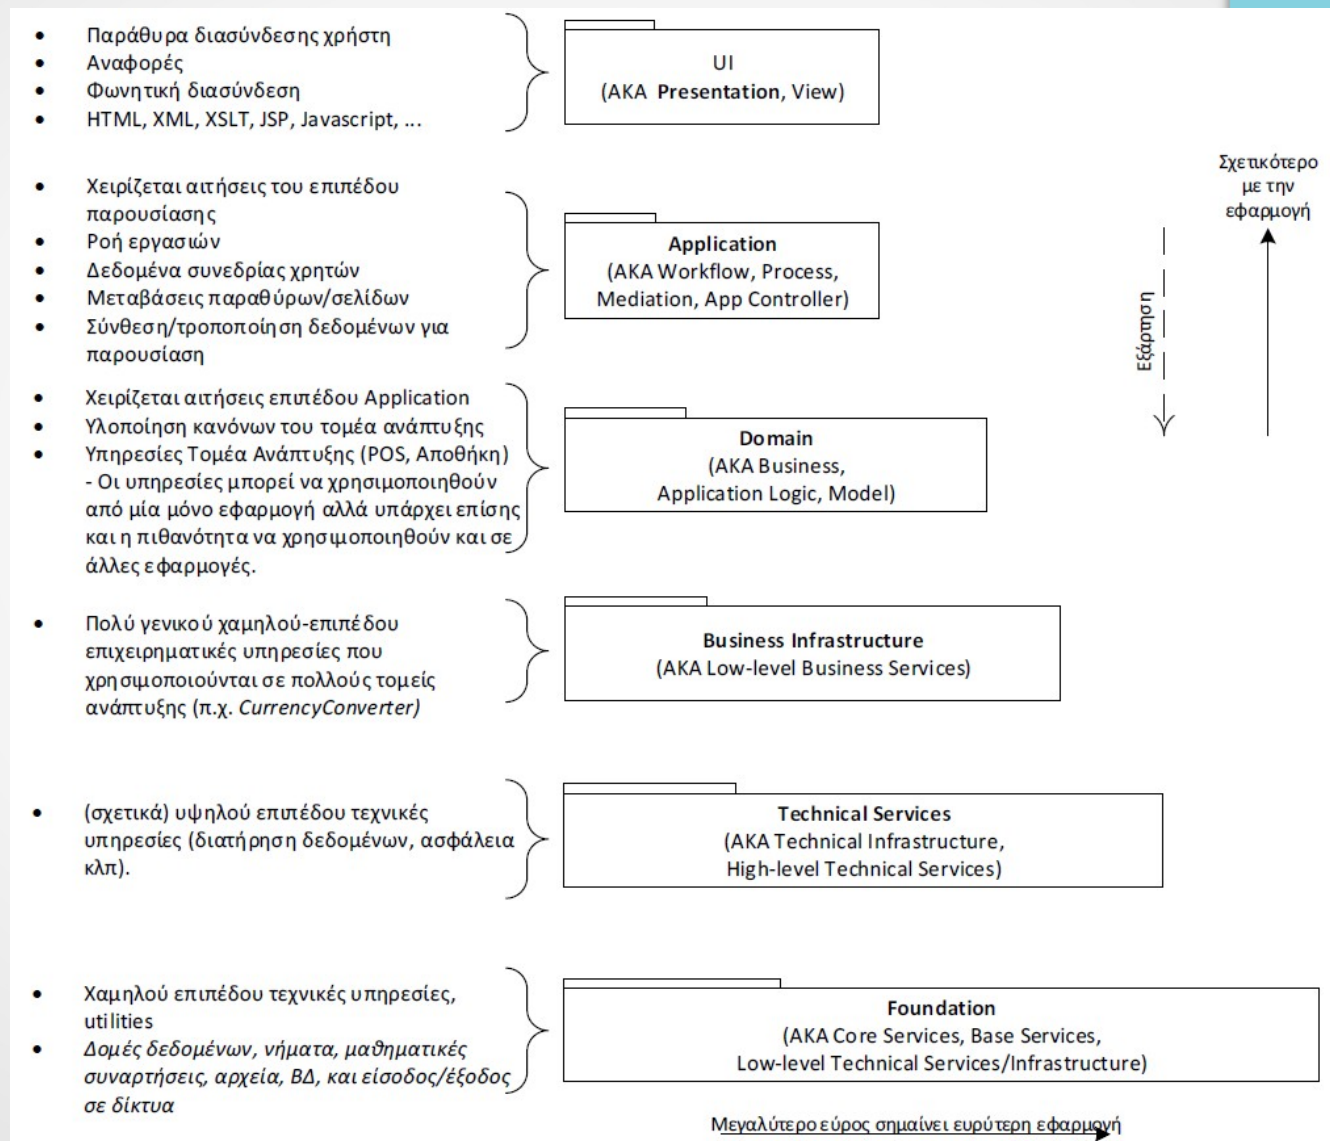 • Παράθυρα διασύνδεσης χρήστη
• Αναφορές
• Φωνητική διασύνδεση
• HTML, XML, XSLT, JSP, Javascript, ...
UI
(AKA Presentation, View)
• Χειρίζεται αιτήσεις του επιπέδου
παρουσίασης
• Ροή εργασιών
• Δεδομένα συνεδρίας χρητών
• Μεταβάσεις παραθύρων/σελίδων
• Σύνθεση/τροποποίηση δεδομένων για
παρουσίαση
Application
(AKA Workflow, Process,
Mediation, App Controller)
Σχετικότερο
με την
εφαρμογή
Εξάρτηση
• Χειρίζεται αιτήσεις επιπέδου Application
• Υλοποίηση κανόνων του τομέα ανάπτυξης
• Υπηρεσίες Τομέα Ανάπτυξης (POS, Αποθήκη)
- Οι υπηρεσίες μπορεί να χρησιμοποιηθούν
από μία μόνο εφαρμογή αλλά υπάρχει επίσης
και η πιθανότητα να χρησιμοποιηθούν και σε
άλλες εφαρμογές.
Domain
(AKA Business,
Application Logic, Model)
• Πολύ γενικού χαμηλού-επιπέδου
επιχειρηματικές υπηρεσίες που
χρησιμοποιούνται σε πολλούς τομείς
ανάπτυξης (π.χ. CurrencyConverter)
Business Infrastructure
(AKA Low-level Business Services)
• (σχετικά) υψηλού επιπέδου τεχνικές
υπηρεσίες (διατήρηση δεδομένων, ασφάλεια
κλπ).
Technical Services
(AKA Technical Infrastructure,
High-level Technical Services)
• Χαμηλού επιπέδου τεχνικές υπηρεσίες,
utilities
• Δομές δεδομένων, νήματα, μαθηματικές
συναρτήσεις, αρχεία, ΒΔ, και είσοδος/έξοδος
σε δίκτυα
Foundation
(AKA Core Services, Base Services,
Low-level Technical Services/Infrastructure)
Μεγαλύτερο εύρος σημαίνει ευρύτερη εφαρμογή